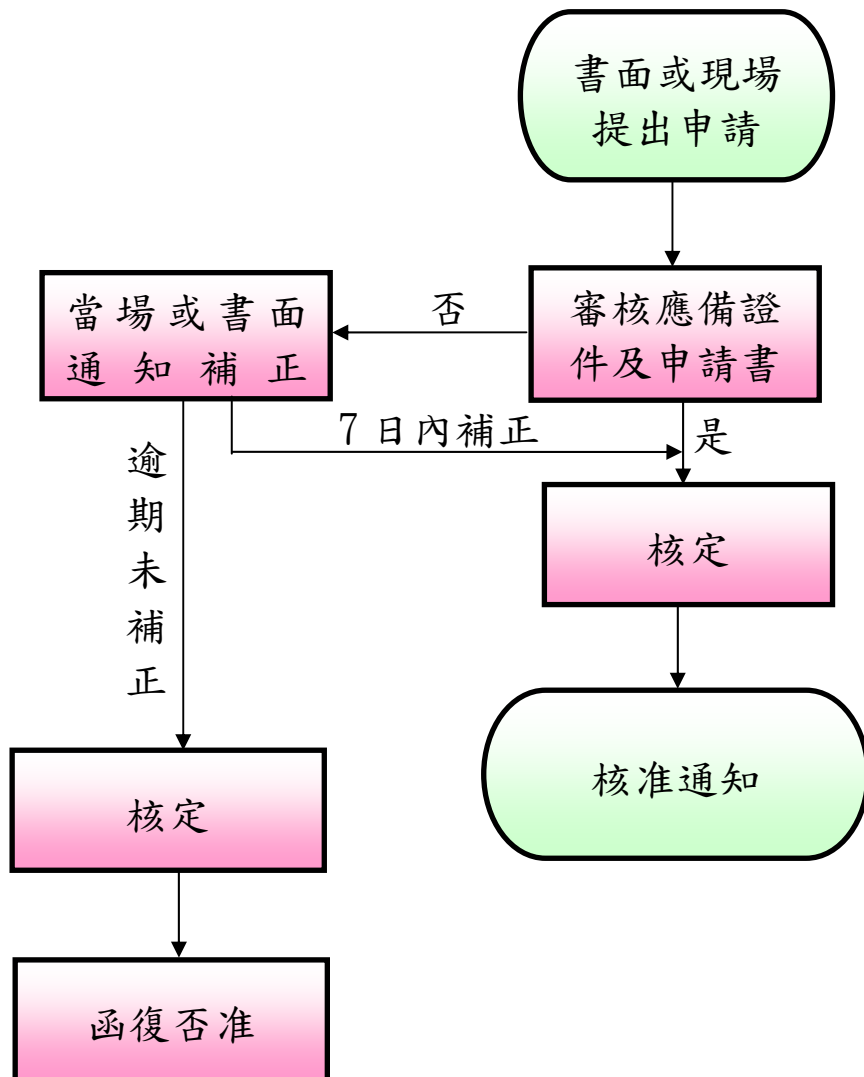 書面或現場
提出申請
審核應備證
件及申請書
否
當場或書面
通知補正
7日內補正
是
逾期未補正
核定
核准通知
核定
函復否准